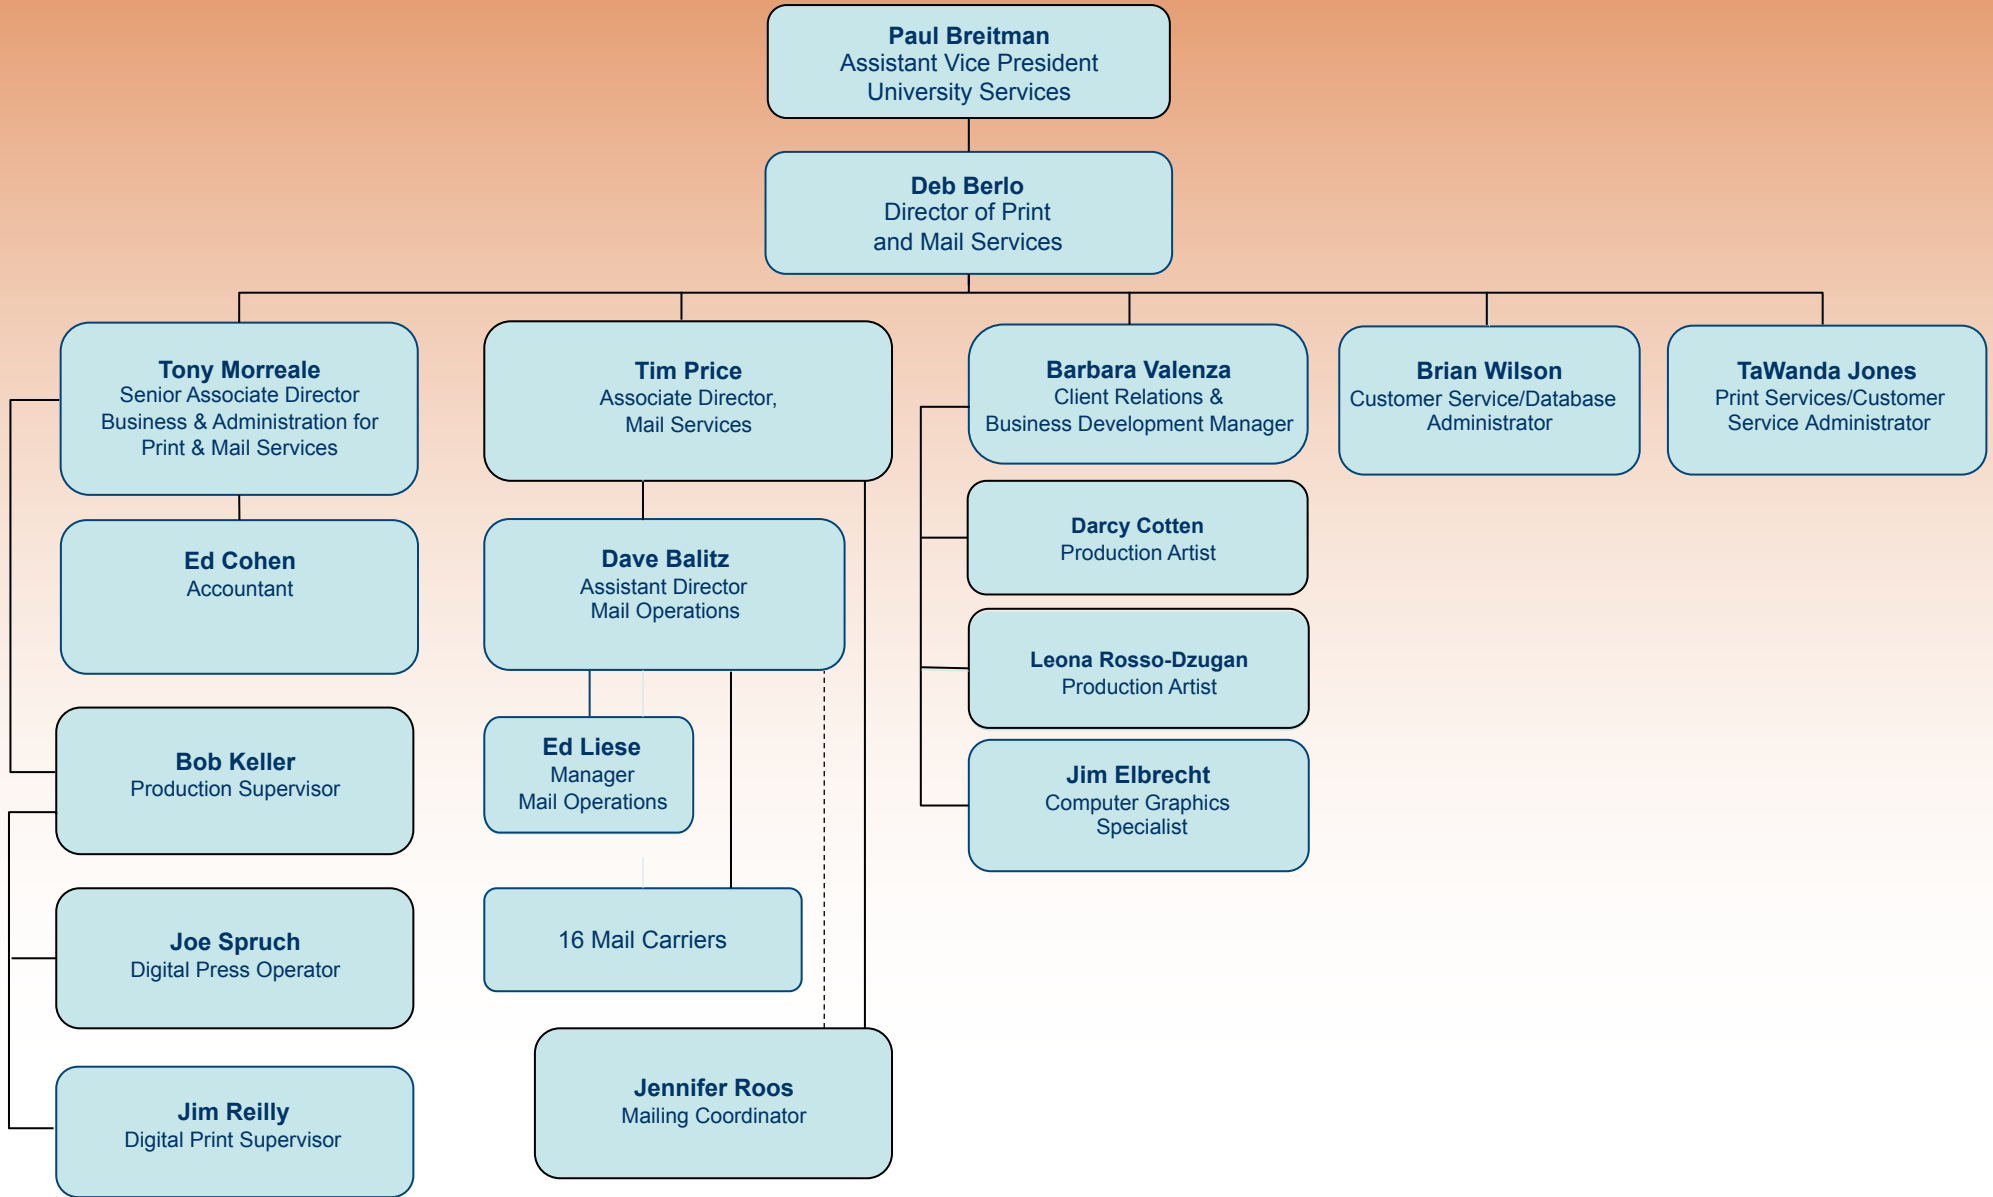 Paul Breitman
Assistant Vice President
University Services
Deb Berlo
Director of Print
and Mail Services
Tony Morreale
Senior Associate Director
Business & Administration for
Print & Mail Services
Tim Price
Associate Director,
Mail Services
Barbara Valenza
Client Relations &
Business Development Manager
Brian Wilson
Customer Service/Database
Administrator
TaWanda Jones
Print Services/Customer
Service Administrator
Ed Cohen
Accountant
Dave Balitz
Assistant Director
Mail Operations
Darcy Cotten
Production Artist
Leona Rosso-Dzugan
Production Artist
Bob Keller
Production Supervisor
Ed Liese
Manager
Mail Operations
Jim Elbrecht
Computer Graphics
Specialist
Joe Spruch
Digital Press Operator
16 Mail Carriers
Jim Reilly
Digital Print Supervisor
Jennifer Roos
Mailing Coordinator